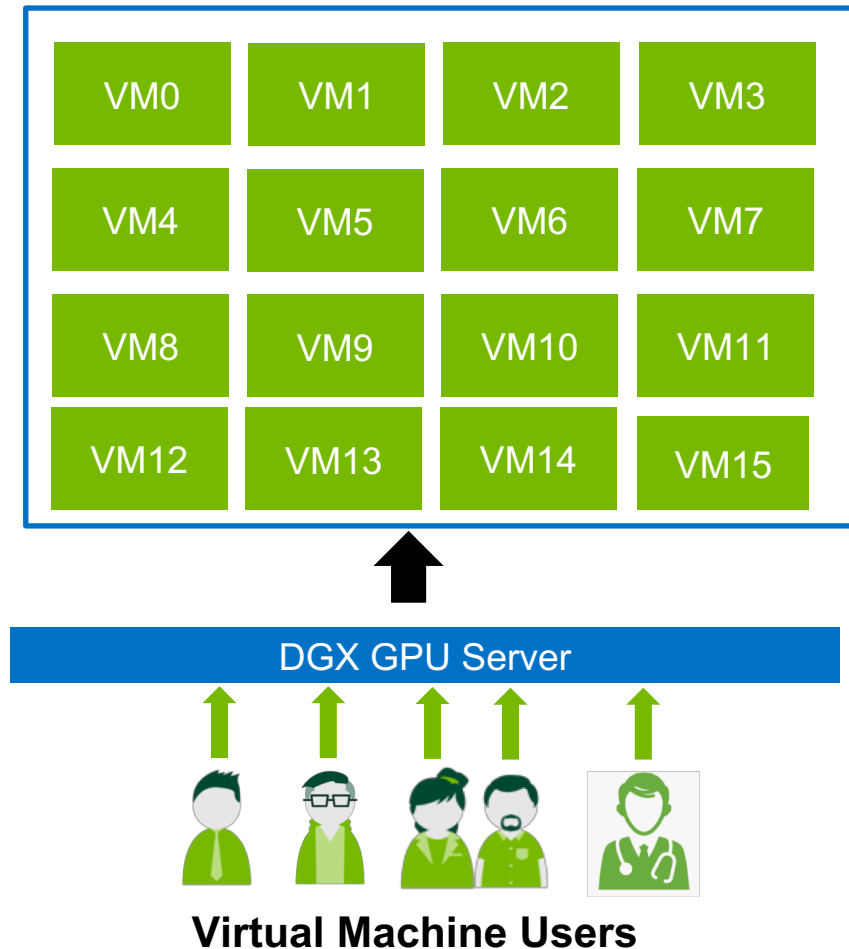 VM0 VM1 VM2 VM3
VM4 VM5 VM6 VM7
VM8 VM9 VM10 VM11
VM12 VM13 VM14 VM15
DGX GPU Server
Virtual Machine Users